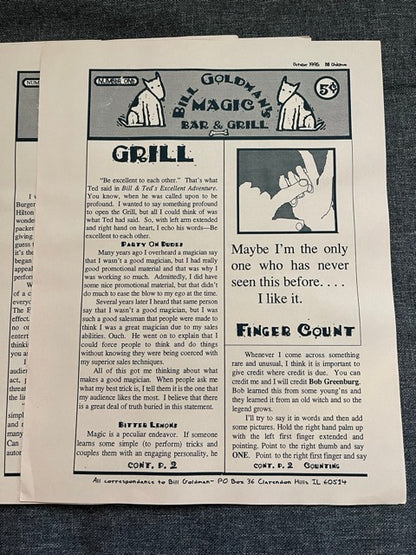 October 1995 Bill Goldman
NUMBER ONE
BILL GOLDMAN'S
MAGIC
BAR & GRILL
5¢
GRILL
"Be excellent to each other." That's what
Ted said in Bill & Ted's Excellent Adventure.
You know, when he was called upon to be
profound. I wanted to say something profound
to open the Grill, but all I could think of was
what Ted had said. So, with left arm extended
and right hand on heart, I echo his words—Be
excellent to each other.
PARTY ON DUDES
Many years ago I overheard a magician say
that I wasn't a good magician, but I had really
good promotional material and that was why I
was working so much. Admittedly, I did have
some nice promotional material, but that didn't
do much to ease the blow to my ego at the time.
Several years later I heard that same person
say that I wasn't a good magician, but I was
such a good salesman that people were made to
think I was a great magician due to my sales
abilities. Ouch. He went on to explain that I
could force people to think and do things
without knowing they were being coerced with
my superior sales techniques.
All of this got me thinking about what
makes a good magician. When people ask me
what my best trick is, I tell them it is the one that
my audience likes most. I believe that there
is a great deal of truth buried in this statement.
BITTER LEMONS
Magic is a peculiar endeavor. If someone
learns some simple (to perform) tricks and
couples them with an engaging personality, he
CONT. P. 2
Maybe I'm the only
one who has never
seen this before. . . .
I like it.
FINGER COUNT
Whenever I come across something
rare and unusual, I think it is important to
give credit where credit is due. You can
credit me and I will credit Bob Greenburg.
Bob learned this from some young'ns and
they learned it from an old witch and so the
legend grows.
I'll try to say it in words and then add
some pictures. Hold the right hand palm up
with the left first finger extended and
pointing. Point to the thumb and say
ONE. Point to the right first finger and say
CONT. P. 2 COUNTING
All correspondence to Bill Goldman- PO Box 36 Clarendon Hills, IL 60514